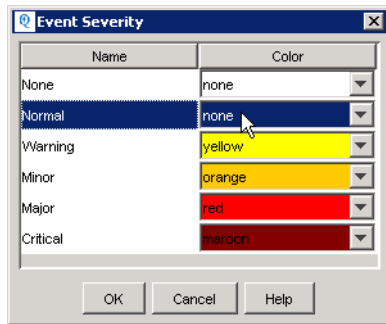 Event Severity
Name Color
None none
Normal none
Warning yellow
Minor orange
Major red
Critical maroon
OK Cancel Help